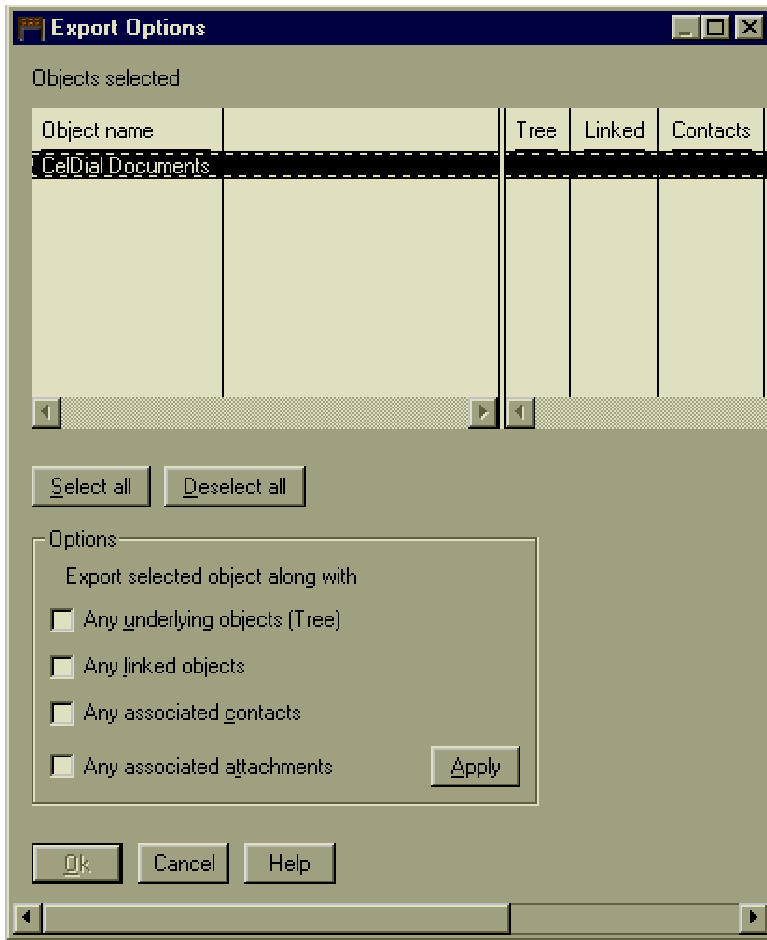 Export Options
Objects selected
Object name Tree Linked Contacts
CelDial Documents
Select all Deselect all
Options
Export selected object along with
Any underlying objects (Tree)
Any linked objects
Any associated contacts
Any associated attachments Apply
Ok Cancel Help